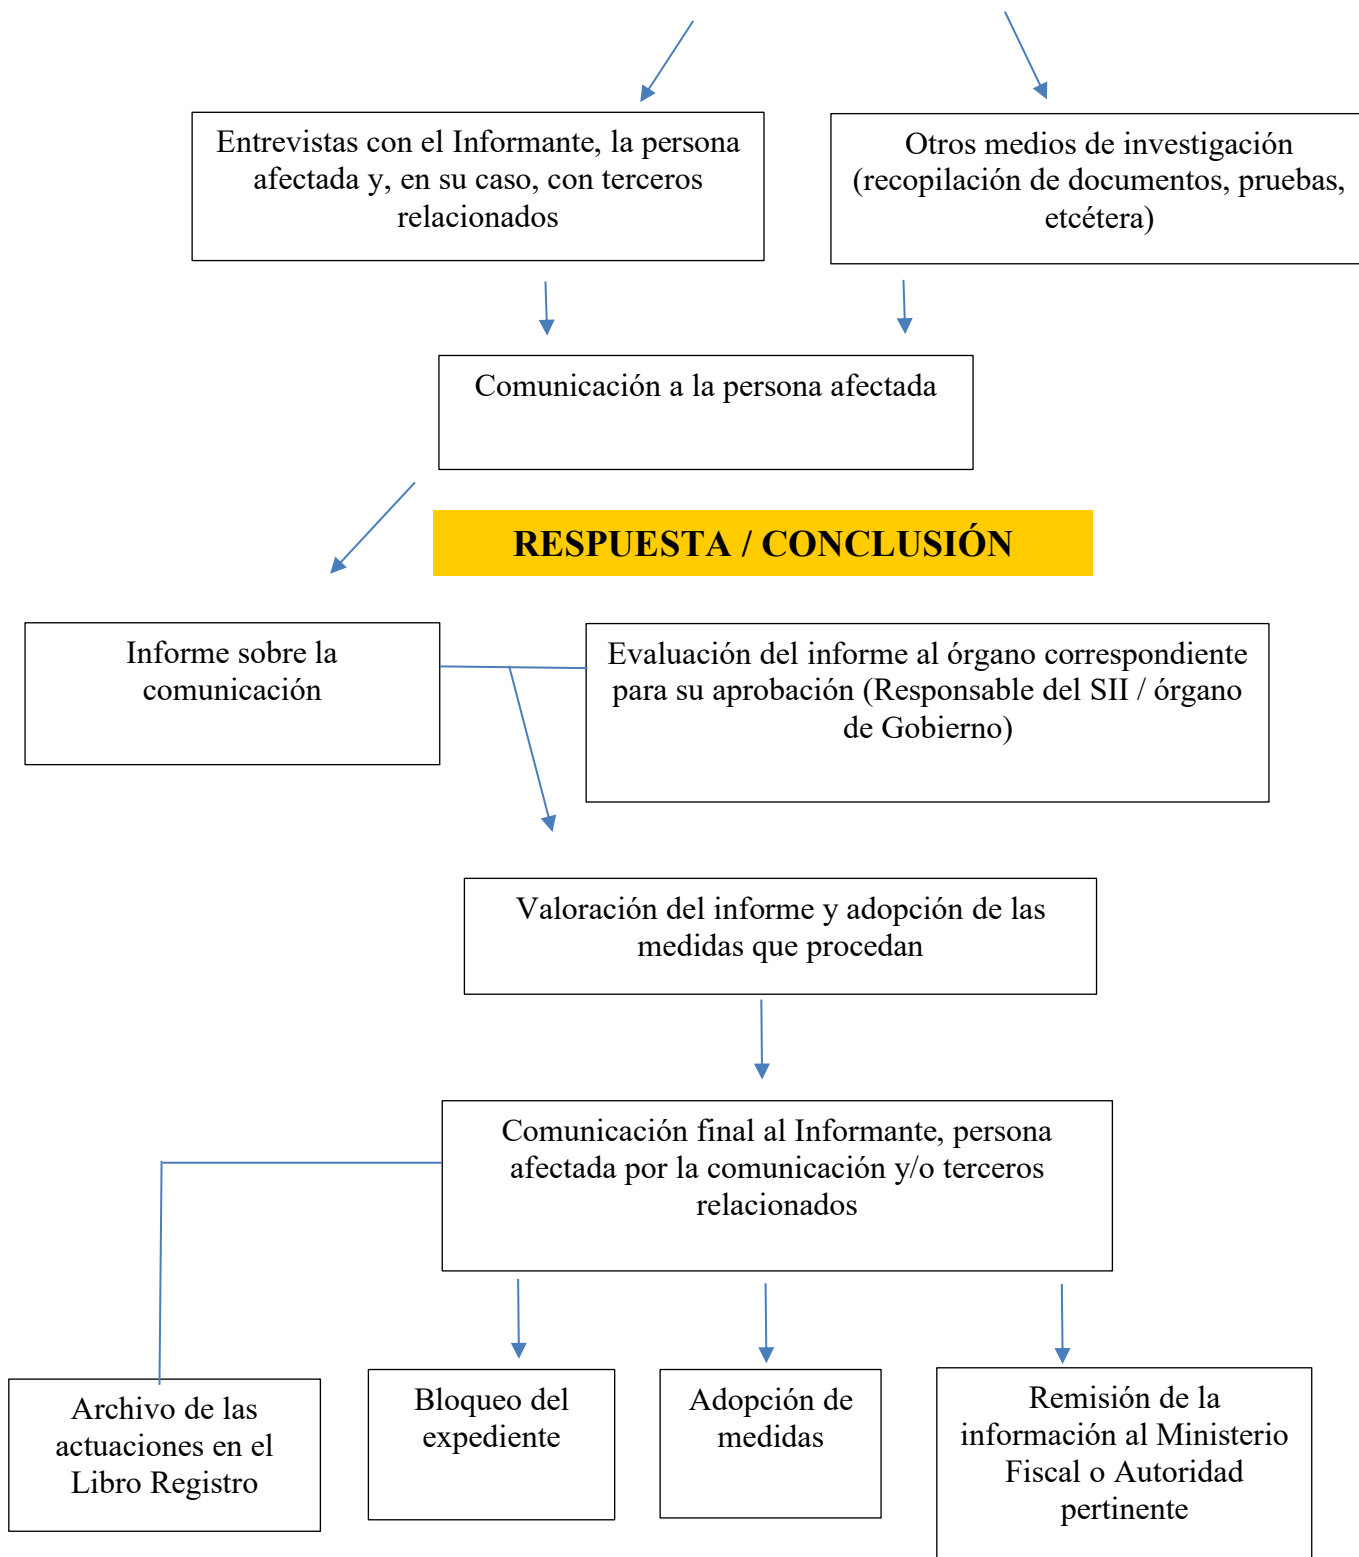 Entrevistas con el Informante, la persona
afectada y, en su caso, con terceros
relacionados
Otros medios de investigación
(recopilación de documentos, pruebas,
etcétera)
Comunicación a la persona afectada
RESPUESTA / CONCLUSIÓN
Informe sobre la
comunicación
Evaluación del informe al órgano correspondiente
para su aprobación (Responsable del SII / órgano
de Gobierno)
Valoración del informe y adopción de las
medidas que procedan
Comunicación final al Informante, persona
afectada por la comunicación y/o terceros
relacionados
Archivo de las
actuaciones en el
Libro Registro
Bloqueo del
expediente
Adopción de
medidas
Remisión de la
información al Ministerio
Fiscal o Autoridad
pertinente